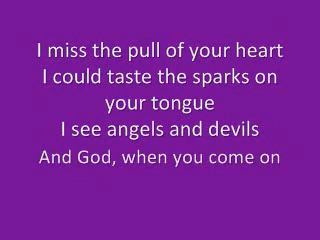 I miss the pull of your heart
I could taste the sparks on
your tongue
I see angels and devils
And God, when you come on